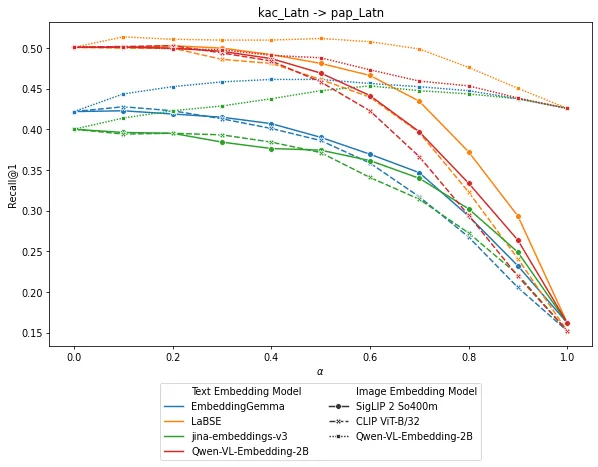 kac_Latn -> pap_Latn
0.50
0.45
0.40
0.35
0.30
0.25
0.20
0.15
Recall@1
0.0 0.2 0.4 0.6 0.8 1.0
α
Text Embedding Model Image Embedding Model
EmbeddingGemma SigLIP 2 So400m
LaBSE CLIP ViT-B/32
jina-embeddings-v3 Qwen-VL-Embedding-2B
Qwen-VL-Embedding-2B